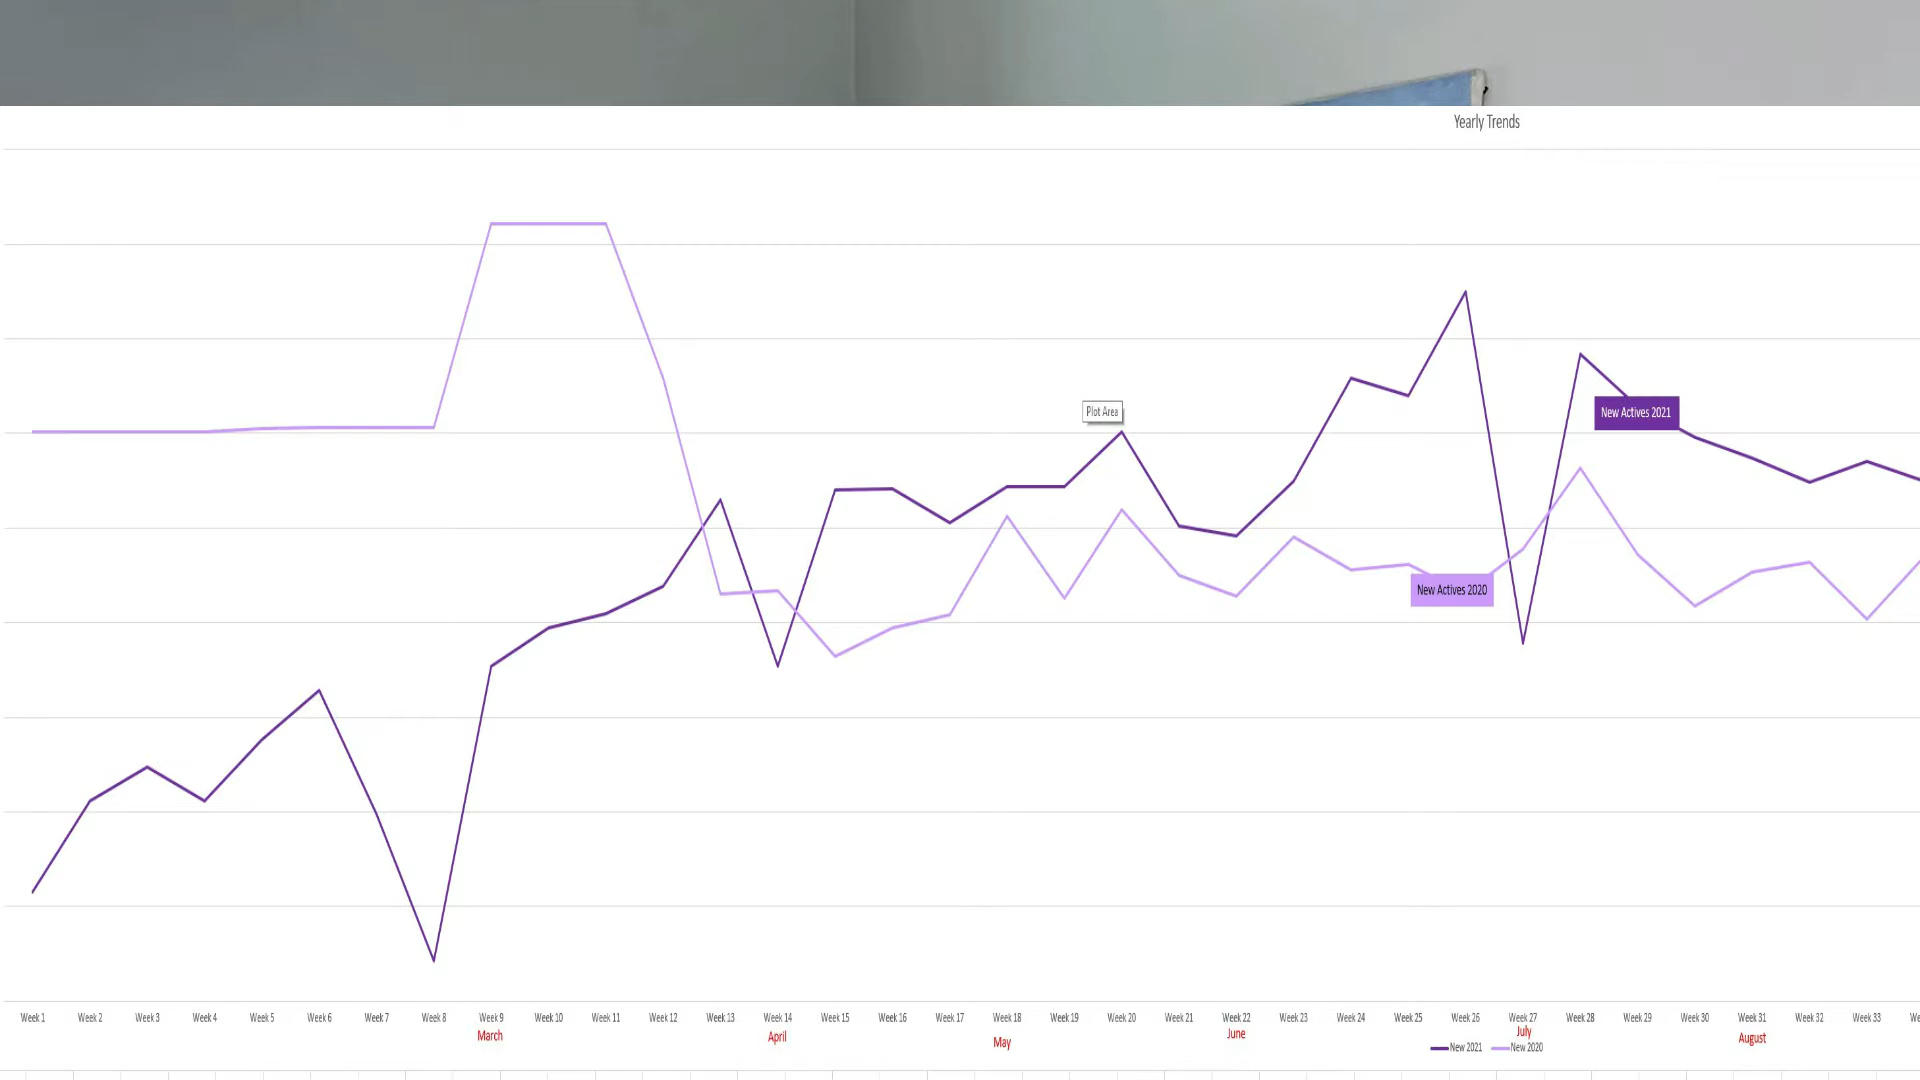 Yearly Trends
Plot Area
New Actives 2021
New Actives 2020
Week 1 Week 2 Week 3 Week 4 Week 5 Week 6 Week 7 Week 8 Week 9 Week 10 Week 11 Week 12 Week 13 Week 14 Week 15 Week 16 Week 17 Week 18 Week 19 Week 20 Week 21 Week 22 Week 23 Week 24 Week 25 Week 26 Week 27 Week 28 Week 29 Week 30 Week 31 Week 32 Week 33
March April May June July August
New 2021 New 2020